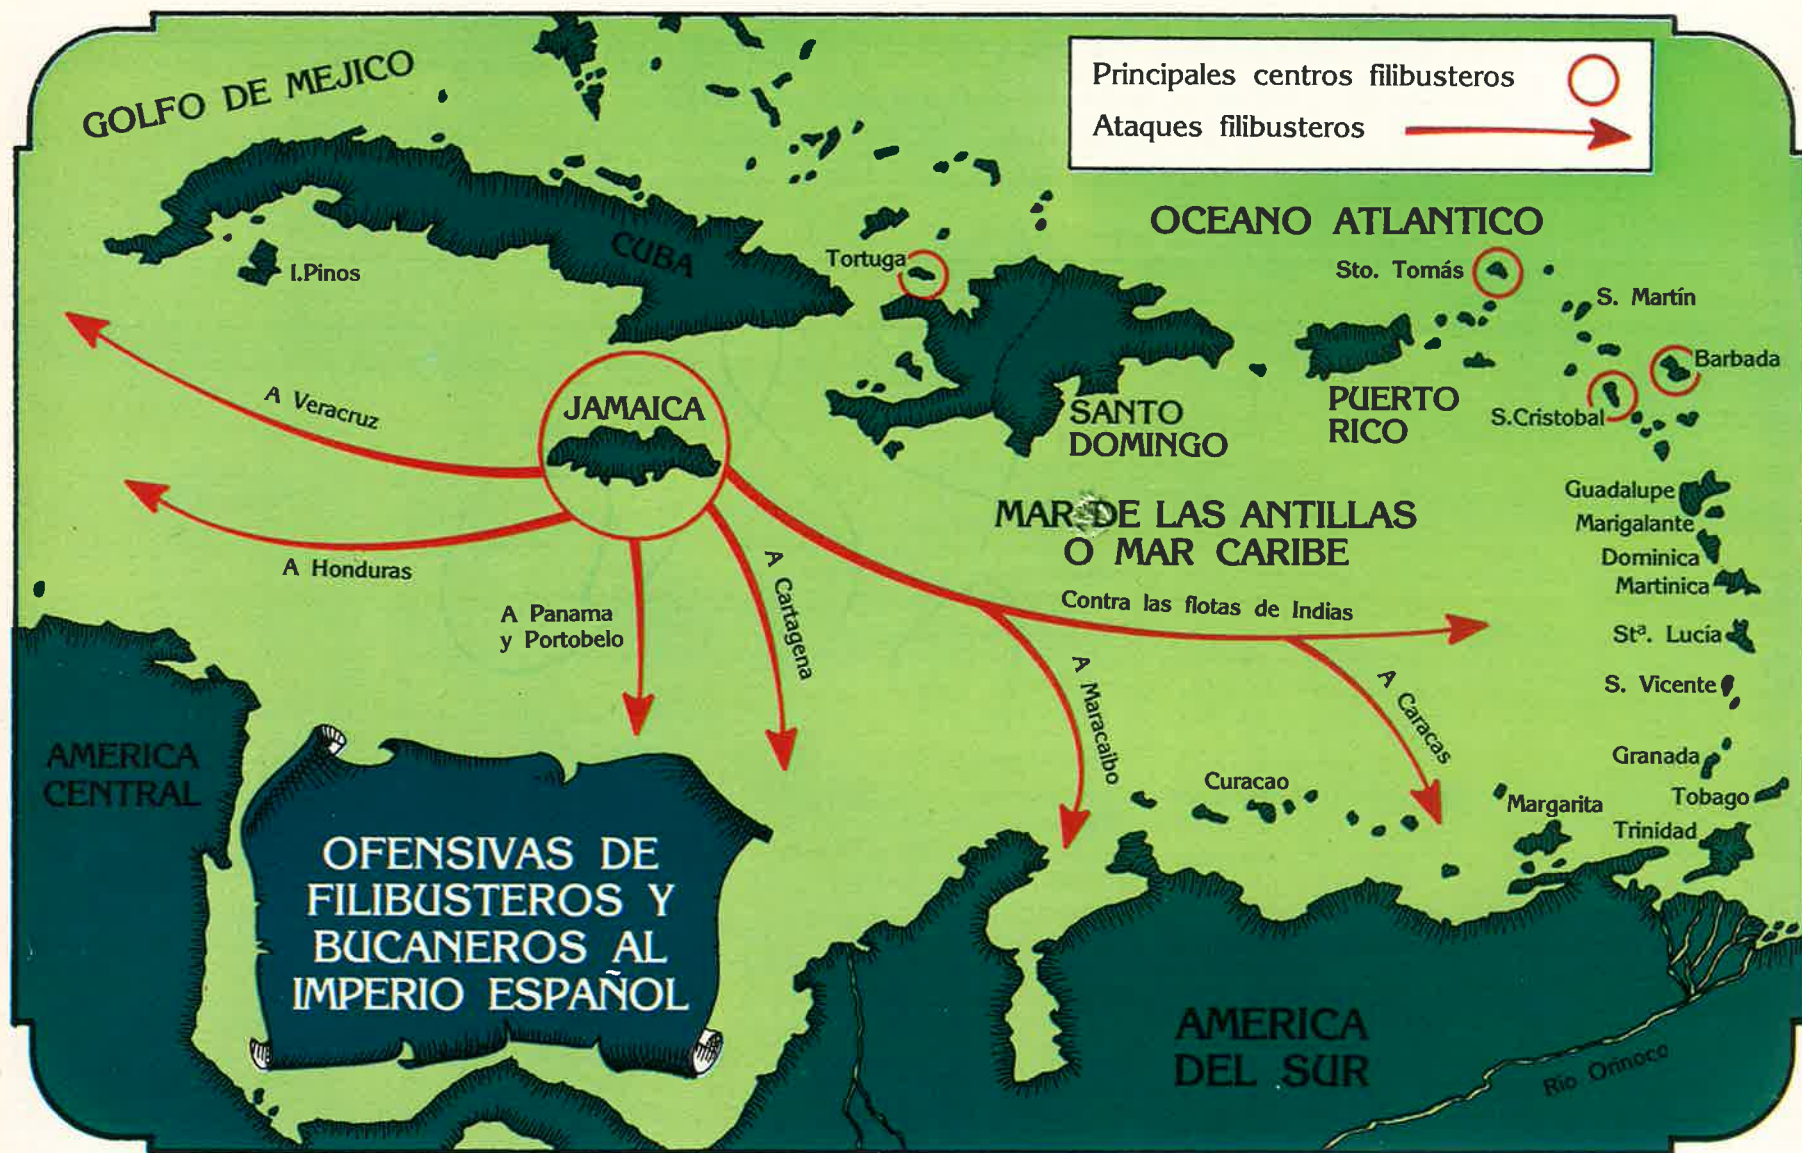 GOLFO DE MEJICO
Principales centros filibusteros
Ataques filibusteros
OCEANO ATLANTICO
CUBA
I.Pinos
Tortuga
Sto. Tomás
S. Martín
Barbada
S.Cristobal
JAMAICA
SANTO
DOMINGO
PUERTO
RICO
A Veracruz
A Honduras
A Panama
y Portobelo
A Cartagena
MAR DE LAS ANTILLAS
O MAR CARIBE
Contra las flotas de Indias
A Maracaibo
A Caracas
Guadalupe
Marigalante
Dominica
Martinica
Stª. Lucía
S. Vicente
Granada
Tobago
Trinidad
Margarita
Curacao
AMERICA
CENTRAL
OFENSIVAS DE
FILIBUSTEROS Y
BUCANEROS AL
IMPERIO ESPAÑOL
AMERICA
DEL SUR
Río Orinoco